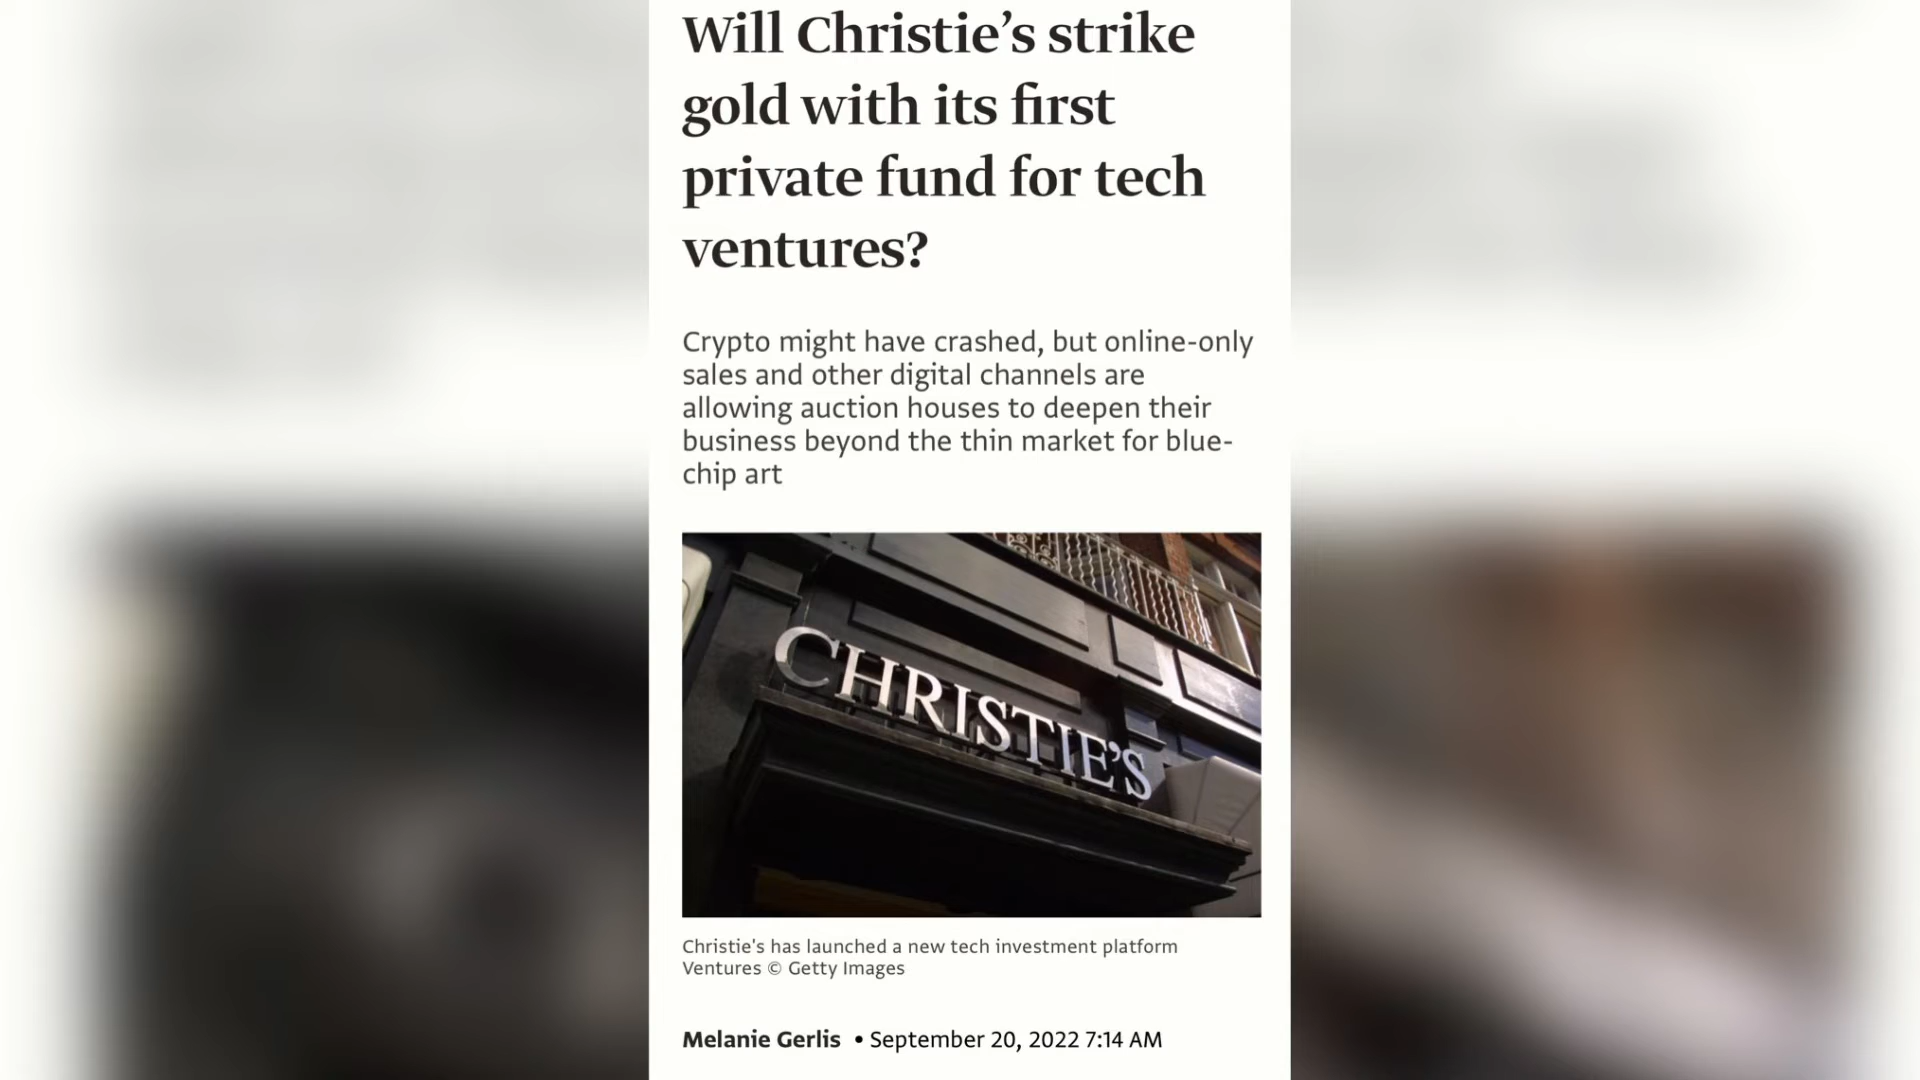 Will Christie’s strike
gold with its first
private fund for tech
ventures?
Crypto might have crashed, but online-only
sales and other digital channels are
allowing auction houses to deepen their
business beyond the thin market for blue-
chip art
CHRISTIE’S
Christie's has launched a new tech investment platform
Ventures © Getty Images
Melanie Gerlis • September 20, 2022 7:14 AM